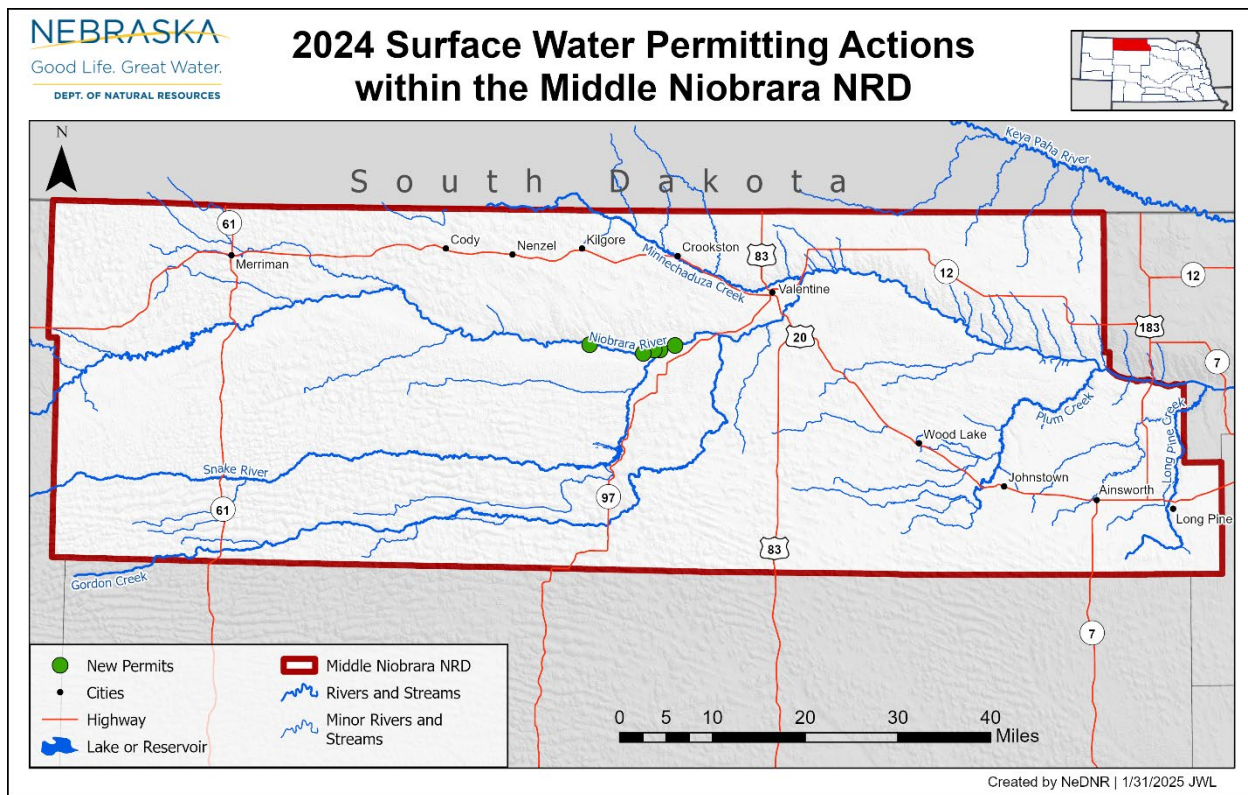 NEBRASKA
Good Life. Great Water.
DEPT. OF NATURAL RESOURCES
2024 Surface Water Permitting Actions
within the Middle Niobrara NRD
N
South Dakota
Keya Paha River
61
Merriman
Cody
Nenzel
Kilgore
Crookston
Minnechaduza Creek
83
Valentine
12
12
183
20
7
Niobrara River
Plum Creek
Long Pine Creek
Wood Lake
Snake River
Johnstown
Ainsworth
61
97
Long Pine
83
Gordon Creek
7
New Permits
Cities
Highway
Lake or Reservoir
Middle Niobrara NRD
Rivers and Streams
Minor Rivers and
Streams
0 5 10 20 30 40
Miles
Created by NeDNR | 1/31/2025 JWL